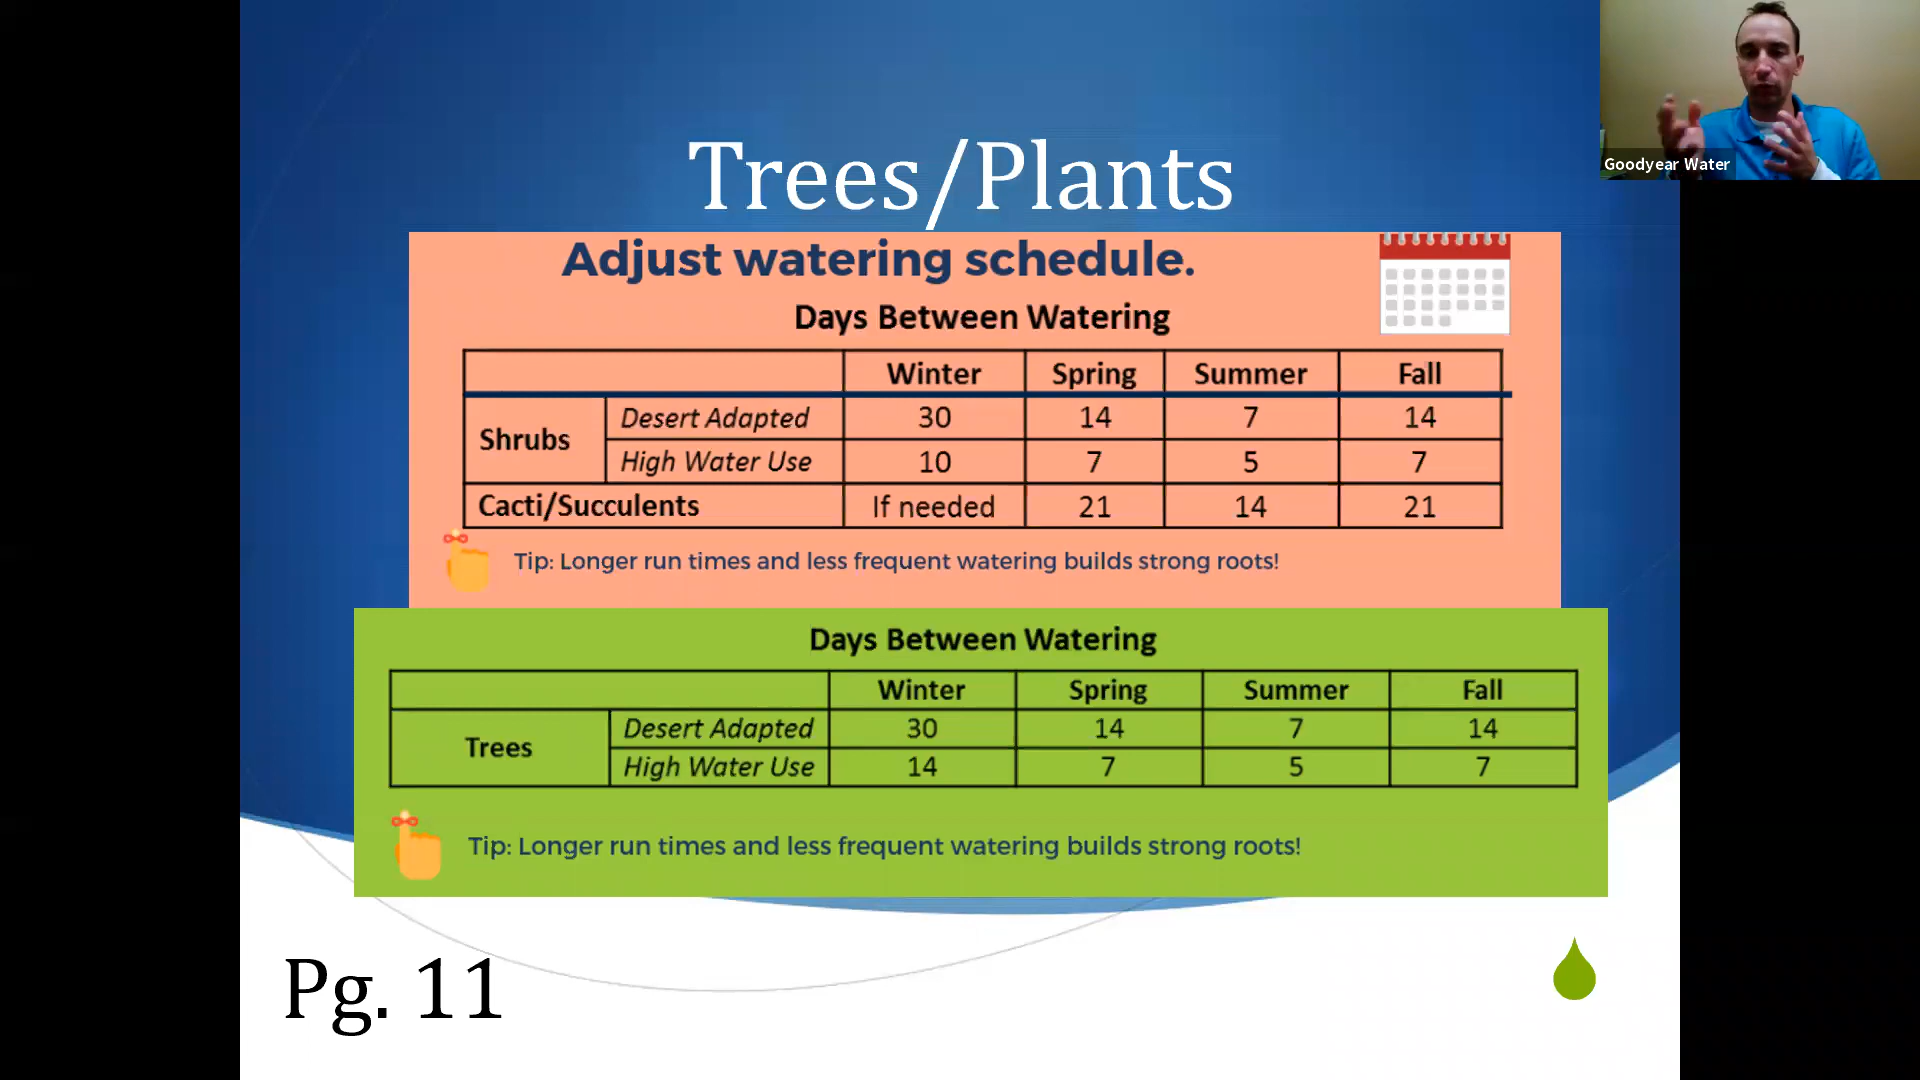 Goodyear Water
Trees/Plants
Adjust watering schedule.
Days Between Watering
Winter Spring Summer Fall
Shrubs Desert Adapted 30 14 7 14
High Water Use 10 7 5 7
Cacti/Succulents If needed 21 14 21
Tip: Longer run times and less frequent watering builds strong roots!
Days Between Watering
Winter Spring Summer Fall
Trees Desert Adapted 30 14 7 14
High Water Use 14 7 5 7
Tip: Longer run times and less frequent watering builds strong roots!
Pg. 11